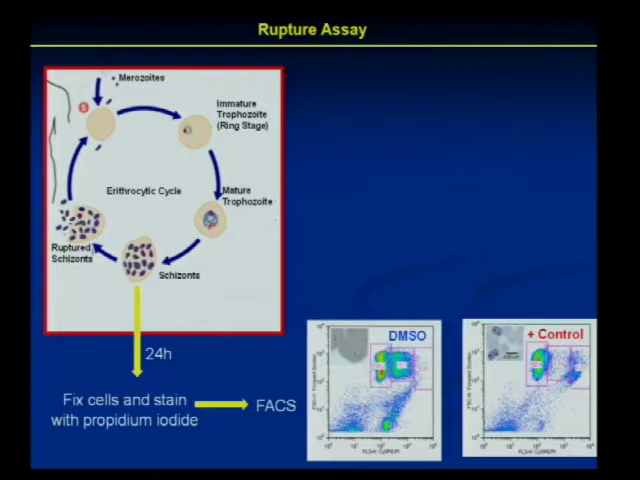 Rupture Assay
Merozoites
5
Immature
Trophozoite
(Ring Stage)
Erithrocytic Cycle
Mature
Trophozoite
Ruptured
Schizonts
Schizonts
24h
Fix cells and stain
with propidium iodide
FACS
DMSO
+ Control